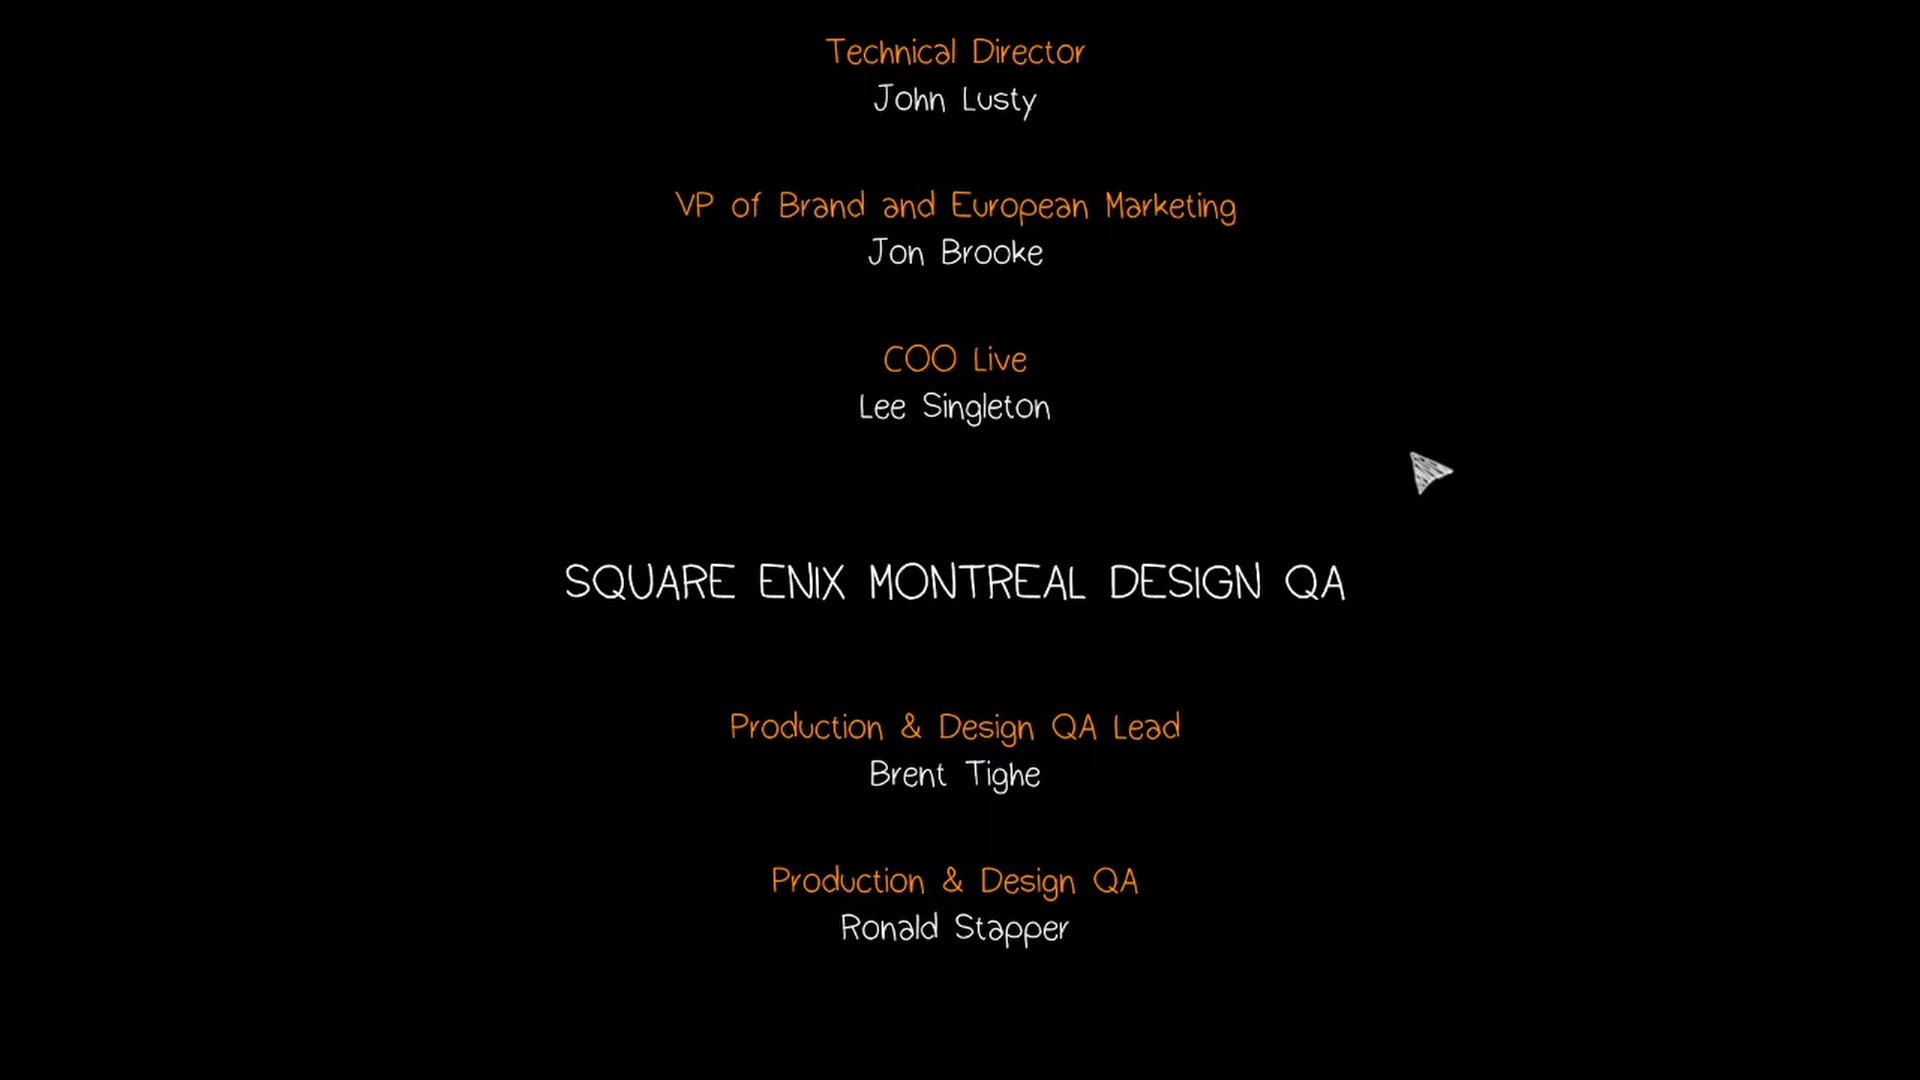 Technical Director
John Lusty
VP of Brand and European Marketing
Jon Brooke
COO Live
Lee Singleton
SQUARE ENIX MONTREAL DESIGN QA
Production & Design QA Lead
Brent Tighe
Production & Design QA
Ronald Stapper